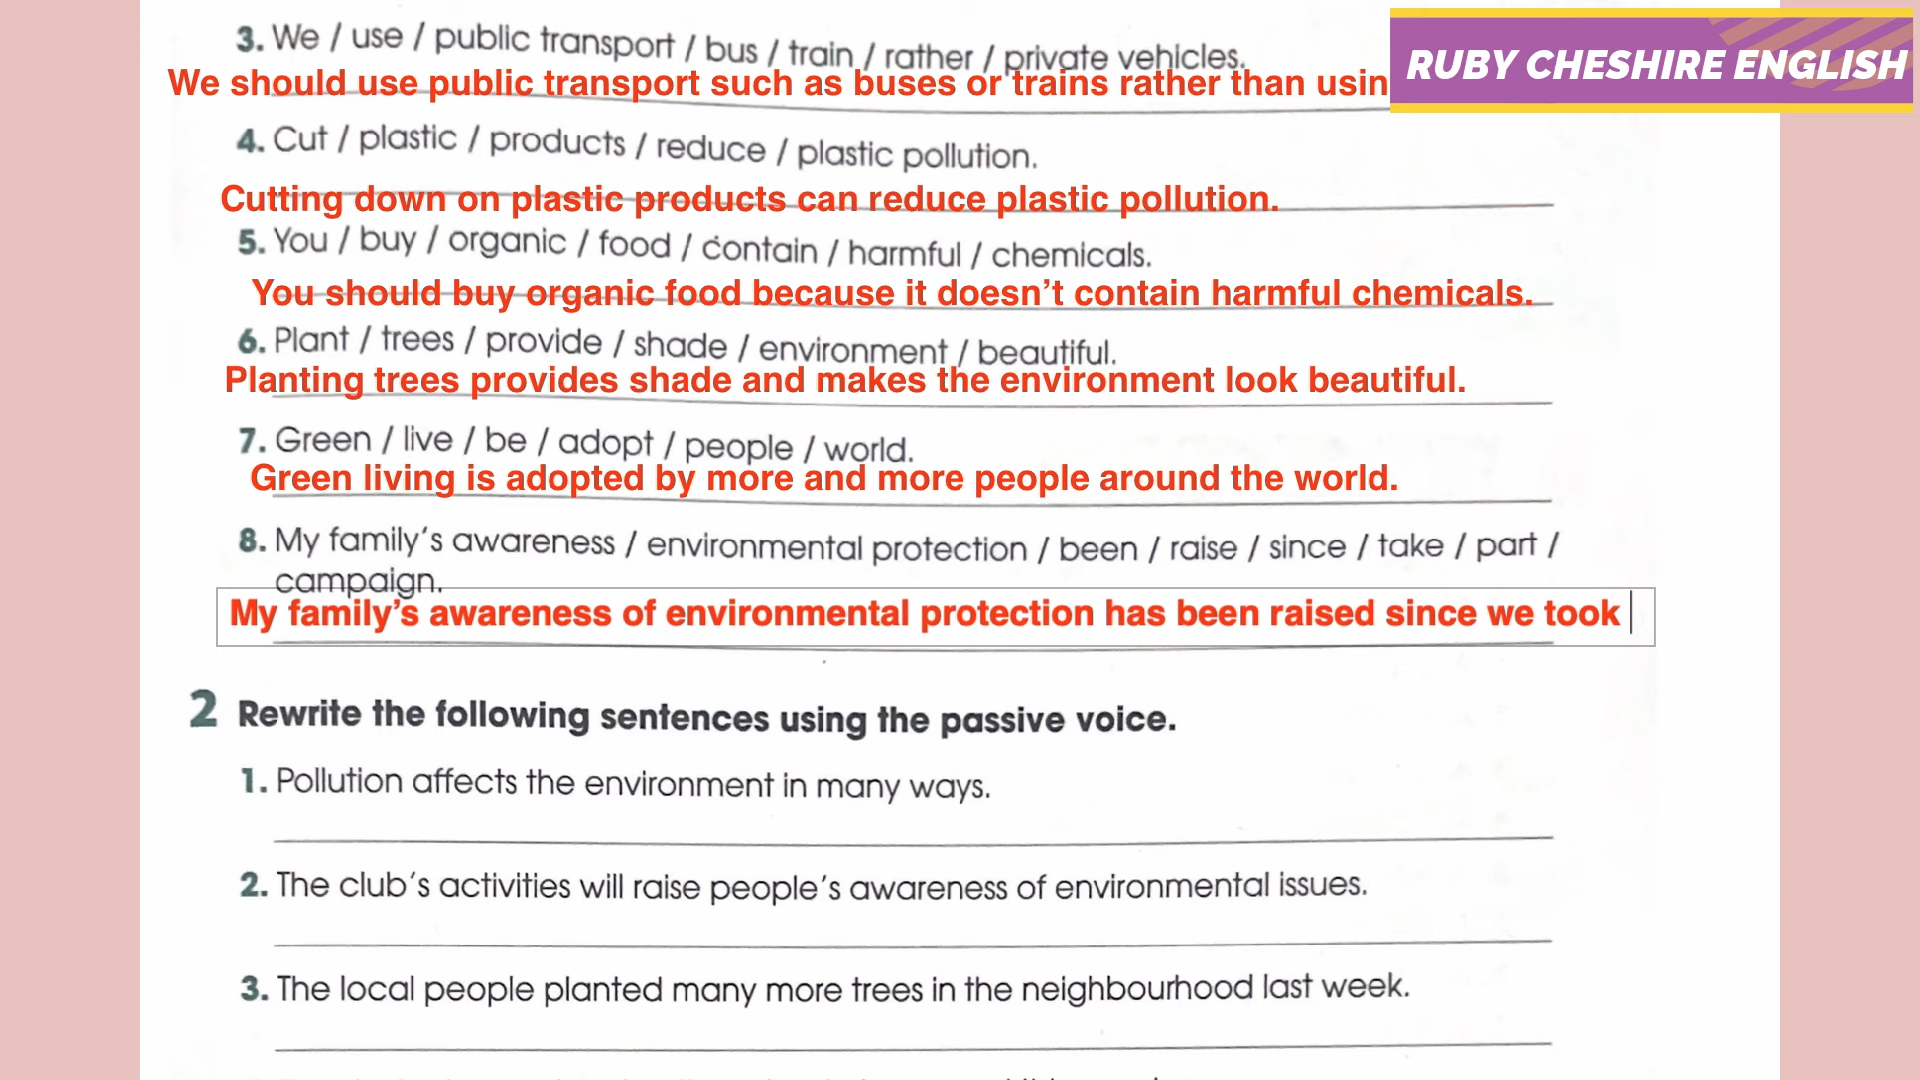 3. We / use / public transport / bus / train / rather / private vehicles.
RUBY CHESHIRE ENGLISH
We should use public transport such as buses or trains rather than usin
4. Cut / plastic / products / reduce / plastic pollution.
Cutting down on plastic products can reduce plastic pollution.
5. You / buy / organic / food / contain / harmful / chemicals.
You should buy organic food because it doesn't contain harmful chemicals.
6. Plant / trees / provide / shade / environment / beautiful.
Planting trees provides shade and makes the environment look beautiful.
7. Green / live / be / adopt / people / world.
Green living is adopted by more and more people around the world.
8. My family's awareness / environmental protection / been / raise / since / take / part /
campaign.
My family's awareness of environmental protection has been raised since we took
2 Rewrite the following sentences using the passive voice.
1. Pollution affects the environment in many ways.
2. The club's activities will raise people's awareness of environmental issues.
3. The local people planted many more trees in the neighbourhood last week.